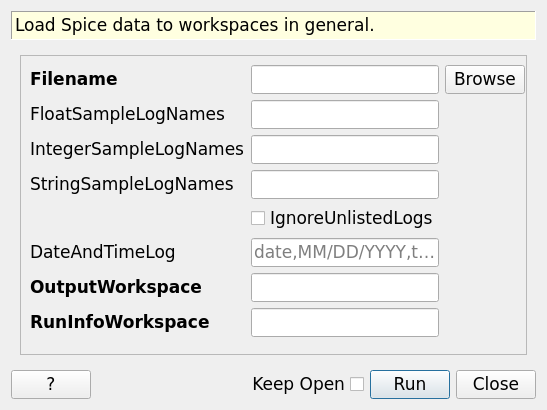 Load Spice data to workspaces in general.
Filename Browse
FloatSampleLogNames
IntegerSampleLogNames
StringSampleLogNames
IgnoreUnlistedLogs
DateAndTimeLog date,MM/DD/YYYY,t...
OutputWorkspace
RunInfoWorkspace
? Keep Open Run Close